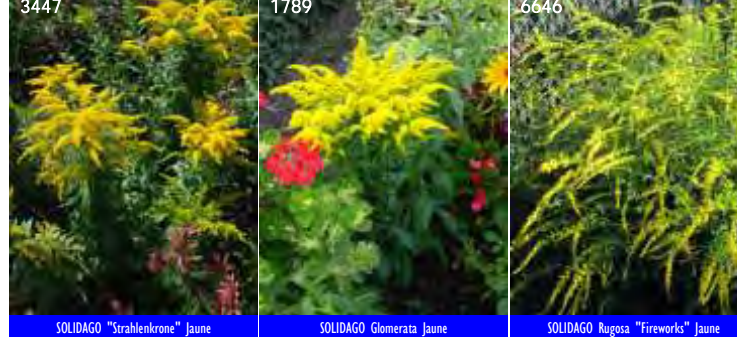 3447
1789
6646
SOLIDAGO "Strahlenkrone" Jaune
SOLIDAGO Glomerata Jaune
SOLIDAGO Rugosa "Fireworks" Jaune